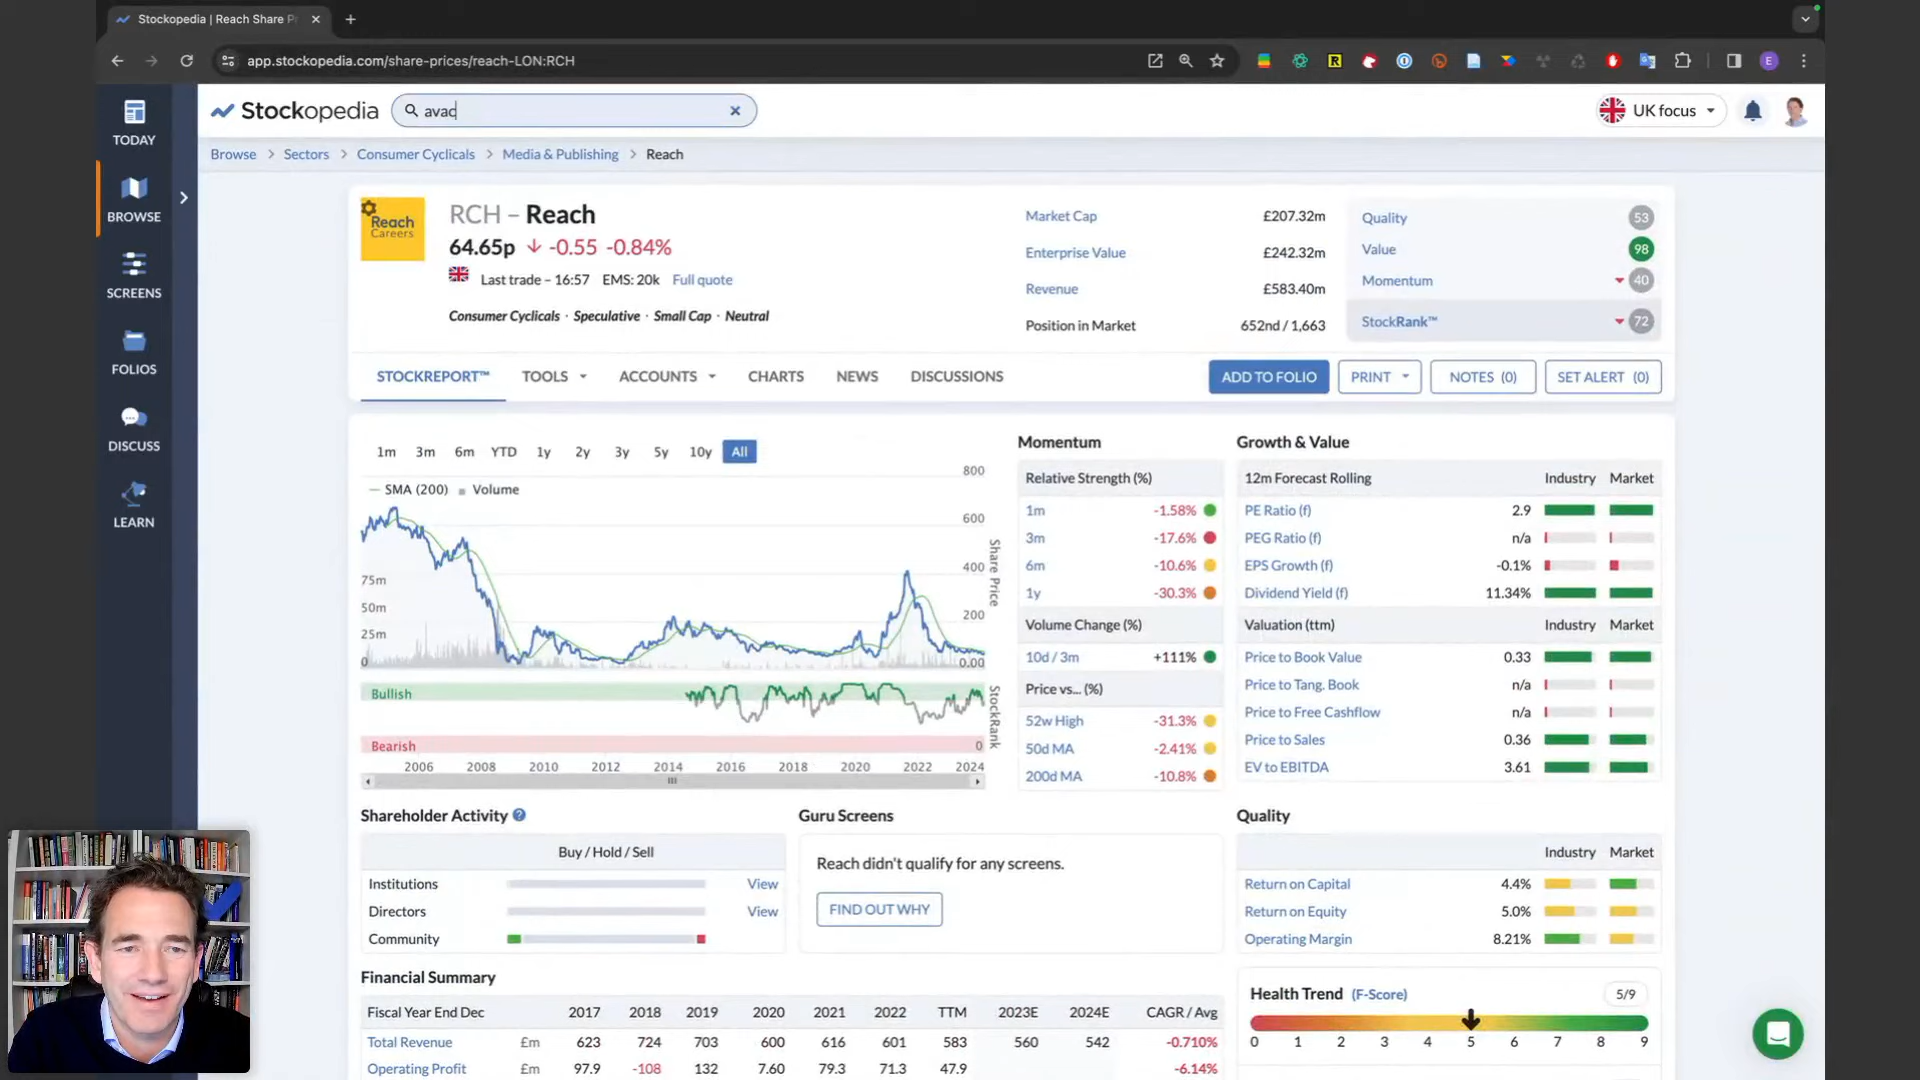 Stockopedia | Reach Share Pr
app.stockopedia.com/share-prices/reach-LON:RCH
E
Stockopedia
avac
UK focus
TODAY
BROWSE
SCREENS
FOLIOS
DISCUSS
LEARN
Browse > Sectors > Consumer Cyclicals > Media & Publishing > Reach
Reach
Careers
RCH – Reach
64.65p ↓ -0.55 -0.84%
Last trade – 16:57 EMS: 20k Full quote
Consumer Cyclicals · Speculative · Small Cap · Neutral
Market Cap £207.32m
Enterprise Value £242.32m
Revenue £583.40m
Position in Market 652nd / 1,663
Quality 53
Value 98
Momentum 40
StockRank™ 72
STOCKREPORT™ TOOLS ACCOUNTS CHARTS NEWS DISCUSSIONS
ADD TO FOLIO PRINT NOTES (0) SET ALERT (0)
1m 3m 6m YTD 1y 2y 3y 5y 10y All
SMA (200) Volume
800
600
400
200
0.00
Share Price
75m
50m
25m
0
Bullish
Bearish
0
StockRank
2006 2008 2010 2012 2014 2016 2018 2020 2022 2024
Momentum
Relative Strength (%)
1m -1.58%
3m -17.6%
6m -10.6%
1y -30.3%
Volume Change (%)
10d / 3m +111%
Price vs... (%)
52w High -31.3%
50d MA -2.41%
200d MA -10.8%
Growth & Value
12m Forecast Rolling Industry Market
PE Ratio (f) 2.9
PEG Ratio (f) n/a
EPS Growth (f) -0.1%
Dividend Yield (f) 11.34%
Valuation (ttm) Industry Market
Price to Book Value 0.33
Price to Tang. Book n/a
Price to Free Cashflow n/a
Price to Sales 0.36
EV to EBITDA 3.61
Shareholder Activity ?
Buy / Hold / Sell
Institutions View
Directors View
Community
Guru Screens
Reach didn't qualify for any screens.
FIND OUT WHY
Quality
Industry Market
Return on Capital 4.4%
Return on Equity 5.0%
Operating Margin 8.21%
Financial Summary
Fiscal Year End Dec 2017 2018 2019 2020 2021 2022 TTM 2023E 2024E CAGR / Avg
Total Revenue £m 623 724 703 600 616 601 583 560 542 -0.710%
Operating Profit £m 97.9 -108 132 7.60 79.3 71.3 47.9 -6.14%
Health Trend (F-Score) 5/9
0 1 2 3 4 5 6 7 8 9